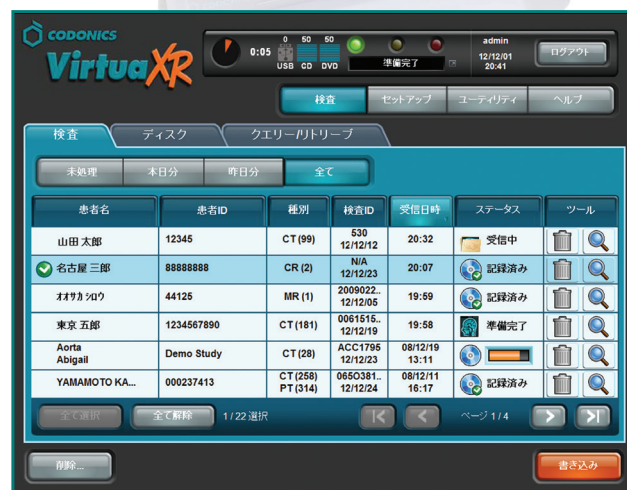 CODONICS
VirtuaXR
0:05
0 50 50
USB CD DVD
準備完了
admin
12/12/01
20:41
ログアウト
検査 セットアップ ユーティリティ ヘルプ
検査 ディスク クエリー/リトリーブ
未処理 本日分 昨日分 全て
患者名 患者ID 種別 検査ID 受信日時 ステータス ツール
山田 太郎 12345 CT (99) 530 12/12/12 20:32 受信中
名古屋 三郎 88888888 CR (2) N/A 12/12/23 20:07 記録済み
オオサカ シロウ 44125 MR (1) 2009022.. 12/12/05 19:59 記録済み
東京 五郎 1234567890 CT (181) 0061515.. 12/12/19 19:58 準備完了
Aorta Abigail Demo Study CT (28) ACC1795 12/12/23 08/12/19 13:11
YAMAMOTO KA... 000237413 CT (258) PT (314) 0650381.. 12/12/24 08/12/11 16:17 記録済み
全て選択 全て解除 1 / 22 選択 ページ 1 / 4
削除... 書き込み